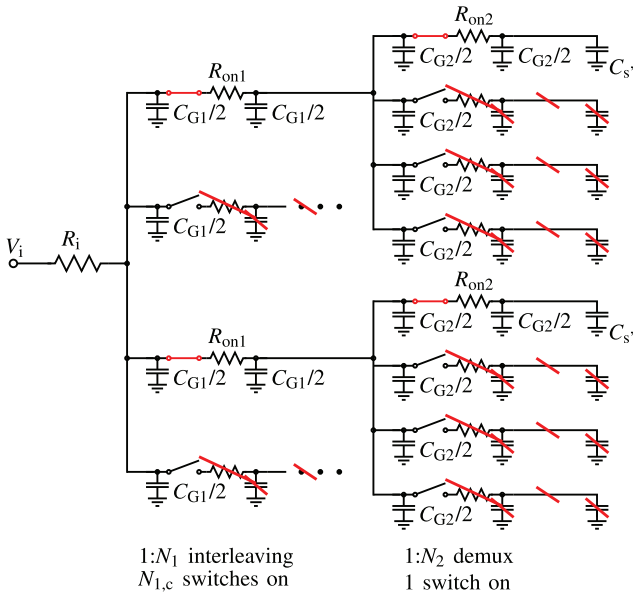 R_on2
C_G2/2 C_G2/2 C_s'
R_on1
C_G1/2 C_G1/2
C_G2/2
C_G2/2
C_G1/2
C_G2/2
V_i R_i
R_on2
C_G2/2 C_G2/2 C_s'
R_on1
C_G1/2 C_G1/2
C_G2/2
C_G2/2
C_G1/2
C_G2/2
1:N_1 interleaving
N_1,c switches on
1:N_2 demux
1 switch on